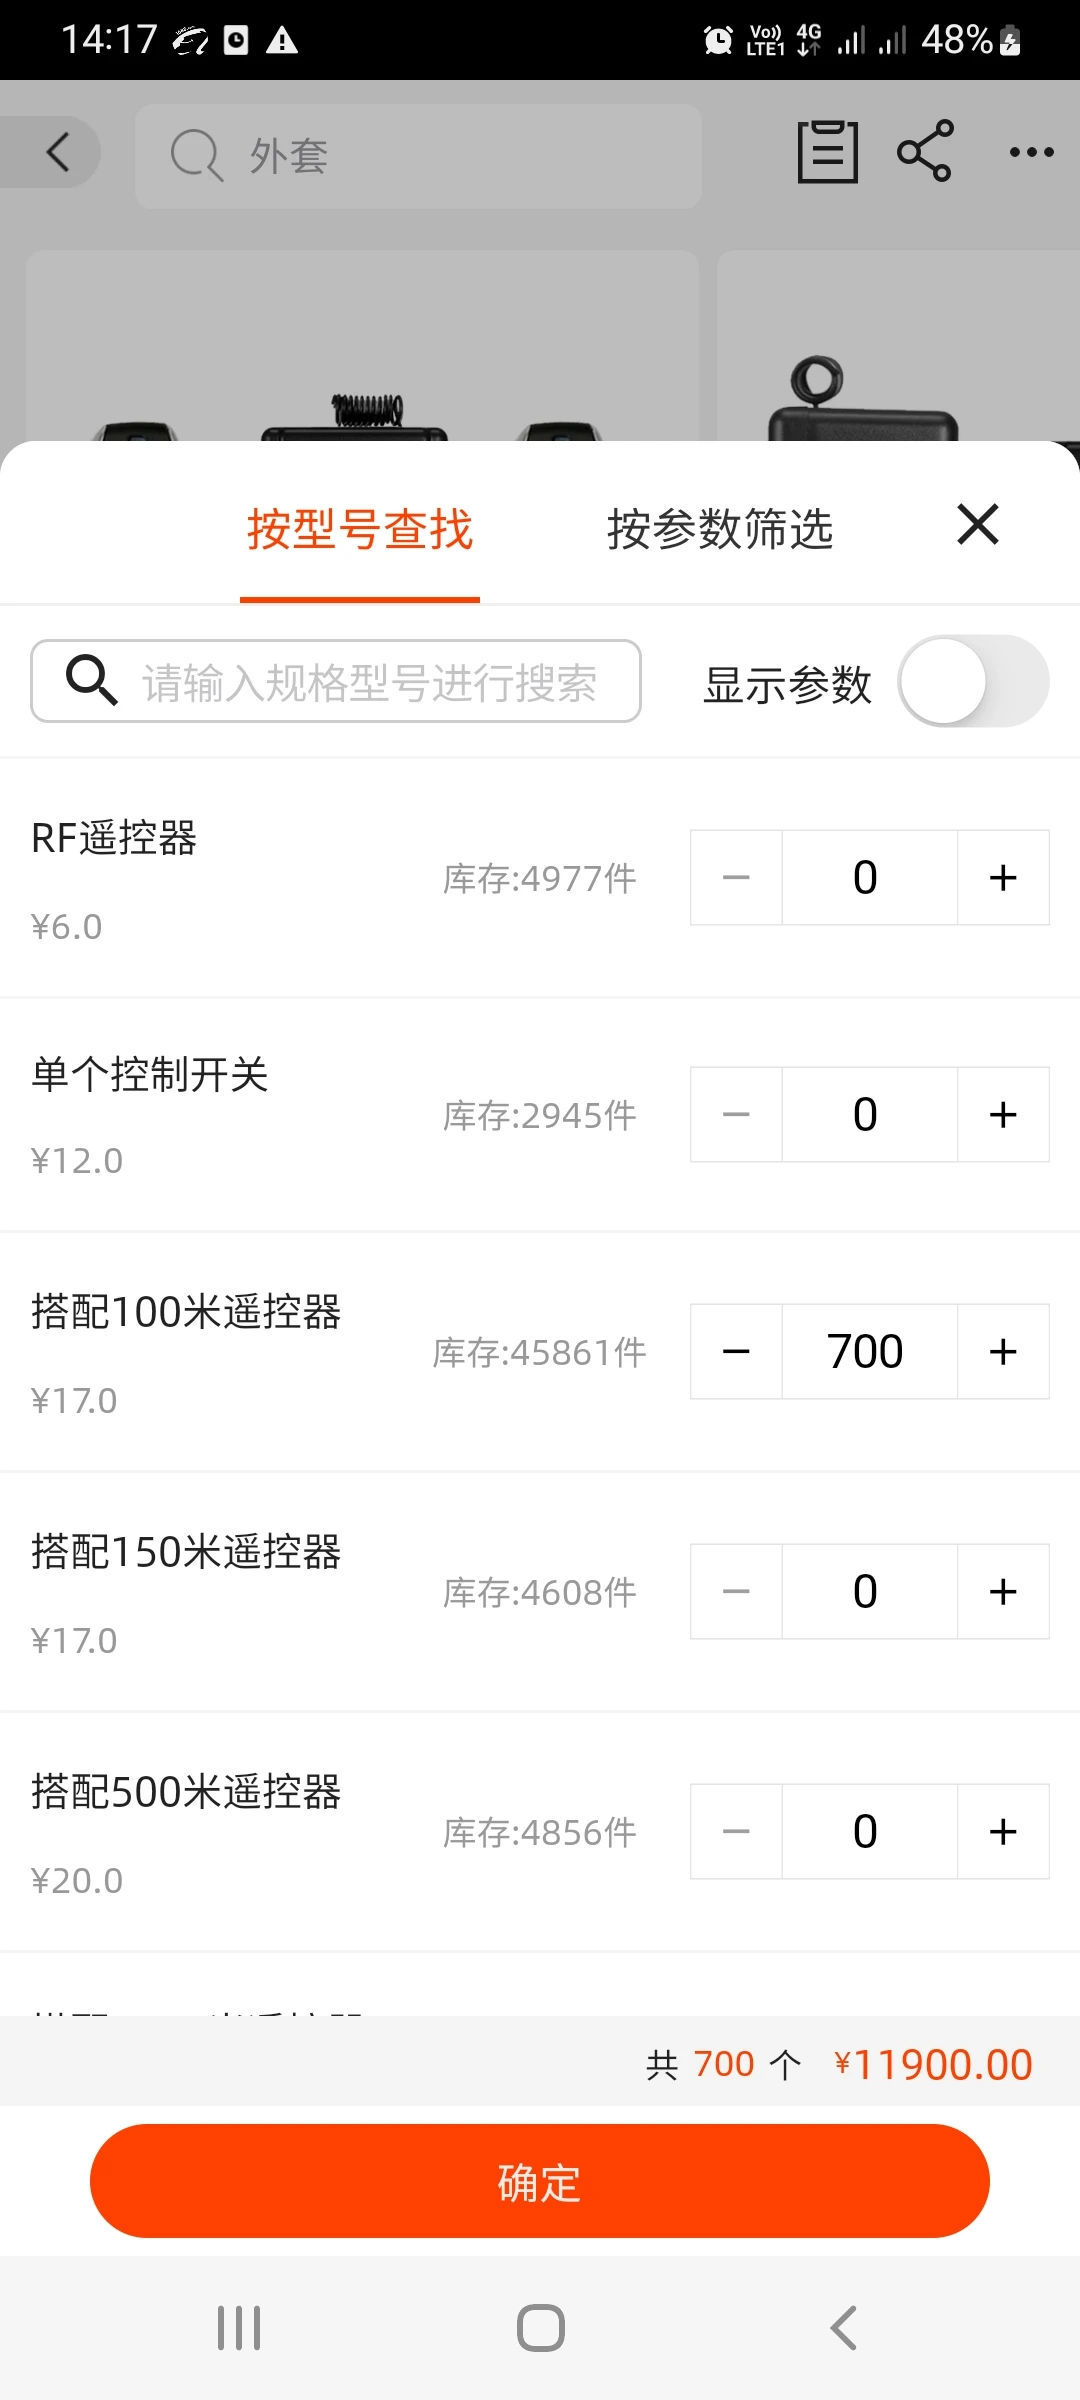 14:17
Vo)) LTE1 4G 48%
外套
按型号查找 按参数筛选
请输入规格型号进行搜索 显示参数
RF遥控器
库存:4977件 − 0 +
¥6.0
单个控制开关
库存:2945件 − 0 +
¥12.0
搭配100米遥控器
库存:45861件 − 700 +
¥17.0
搭配150米遥控器
库存:4608件 − 0 +
¥17.0
搭配500米遥控器
库存:4856件 − 0 +
¥20.0
共 700 个 ¥11900.00
确定